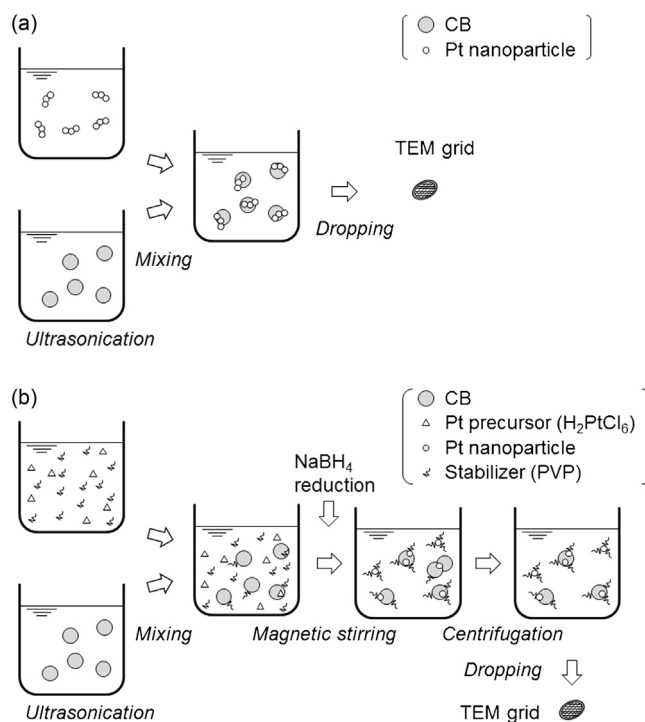 (a)
CB
Pt nanoparticle
TEM grid
Mixing
Dropping
Ultrasonication
(b)
CB
Pt precursor (H₂PtCl₆)
Pt nanoparticle
Stabilizer (PVP)
NaBH₄
reduction
Mixing
Magnetic stirring
Centrifugation
Dropping
Ultrasonication
TEM grid